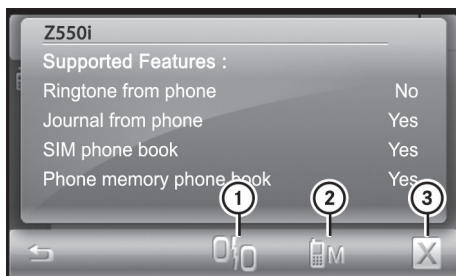 Z550i
Supported Features :
Ringtone from phone No
Journal from phone Yes
SIM phone book Yes
Phone memory phone book Yes
1 2 3
M X